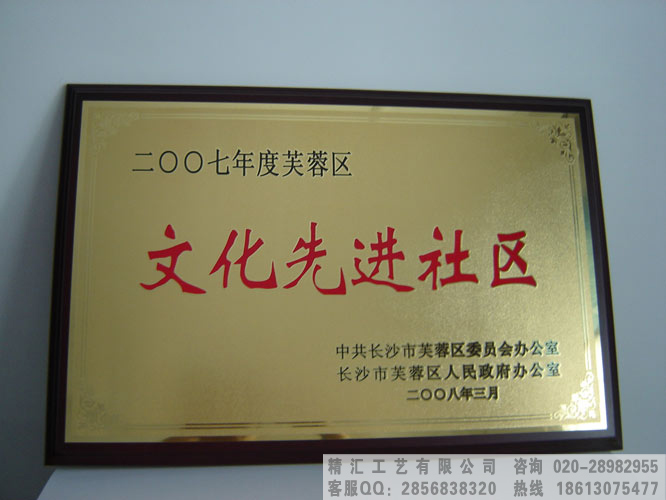 二〇〇七年度芙蓉区
文化先进社区
中共长沙市芙蓉区委员会办公室
长沙市芙蓉区人民政府办公室
二〇〇八年三月
精汇工艺有限公司 咨询 020-28982955
客服QQ：2856838320 热线 18613075477